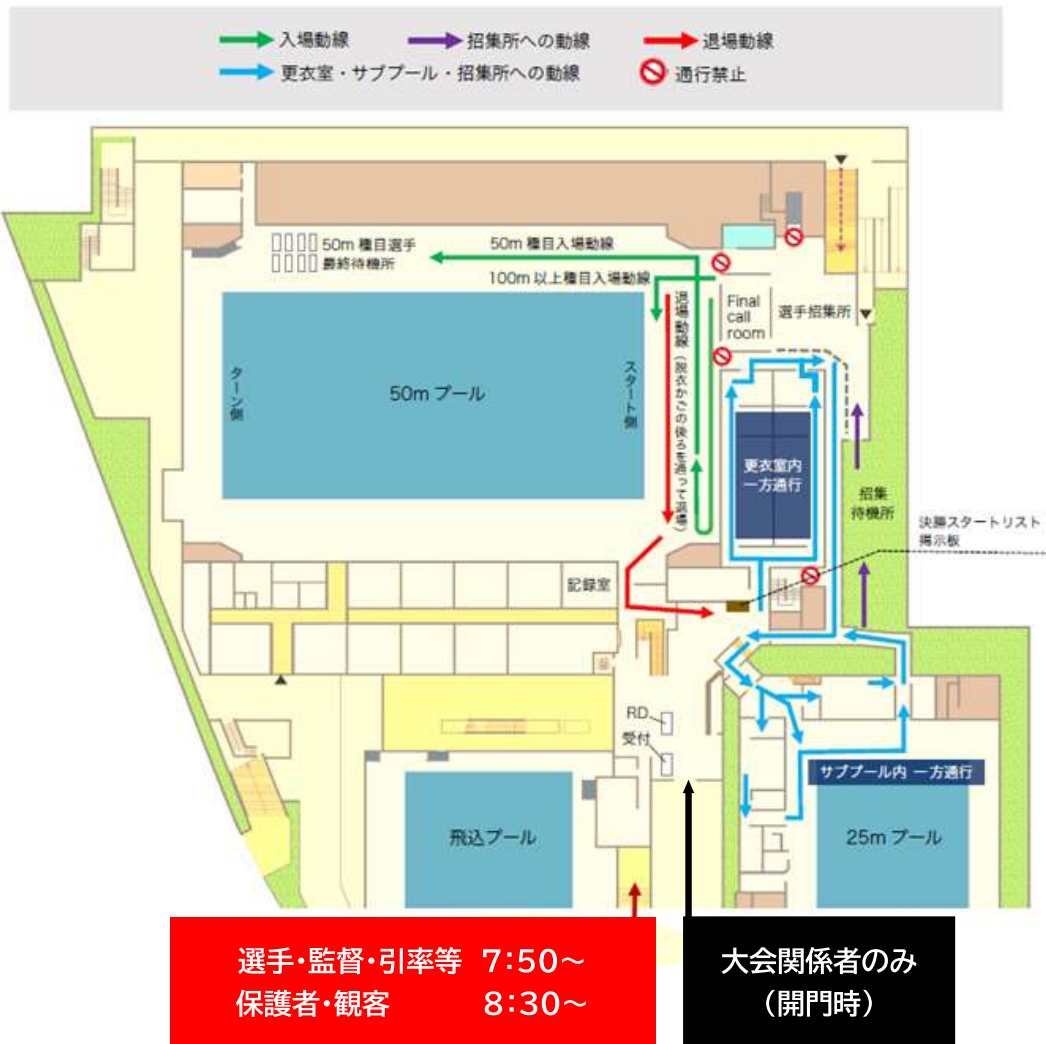 入場動線
招集所への動線
退場動線
更衣室・サブプール・招集所への動線
通行禁止
50m 種目選手
最終待機所
50m 種目入場動線
100m 以上種目入場動線
Final
call
room
選手招集所
退場動線（脱衣かごの後ろを通って退場）
ターン側
50m プール
スタート側
更衣室内
一方通行
招集
待機所
決勝スタートリスト
掲示板
記録室
RD
受付
サブプール内 一方通行
飛込プール
25m プール
選手・監督・引率等 7:50～
保護者・観客 8:30～
大会関係者のみ
（開門時）